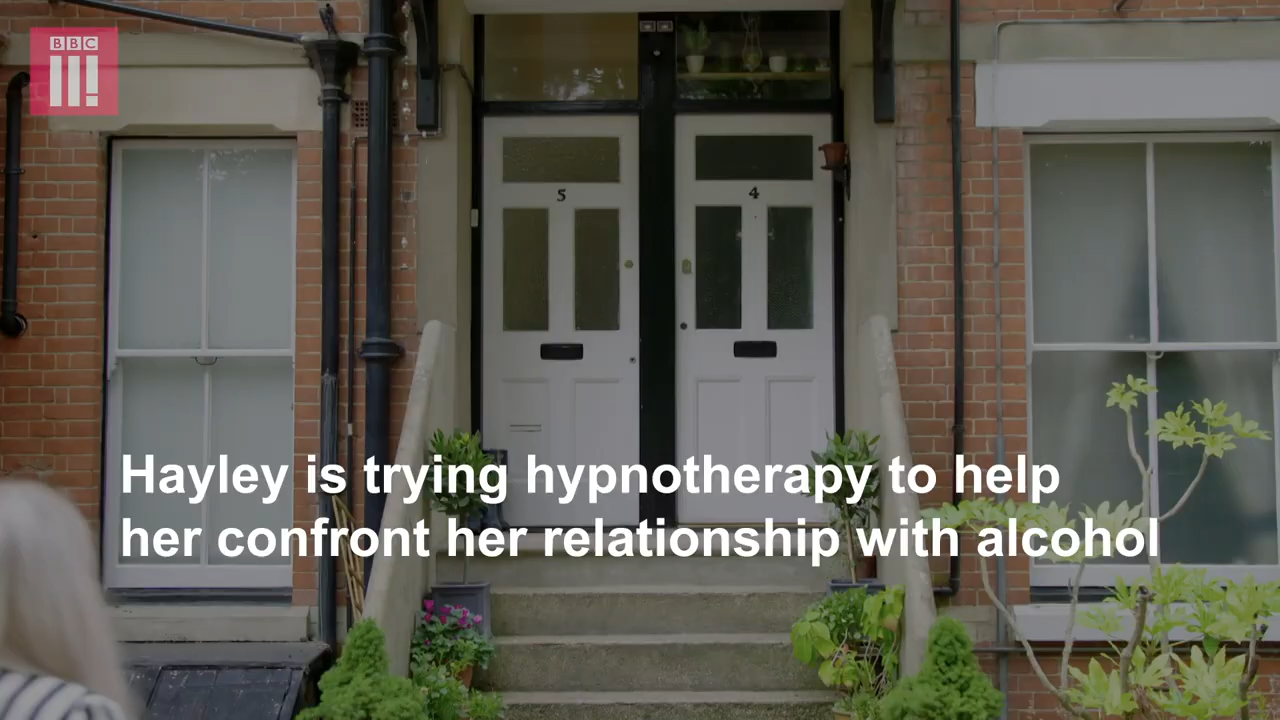 BBC
III!
5
4
Hayley is trying hypnotherapy to help
her confront her relationship with alcohol